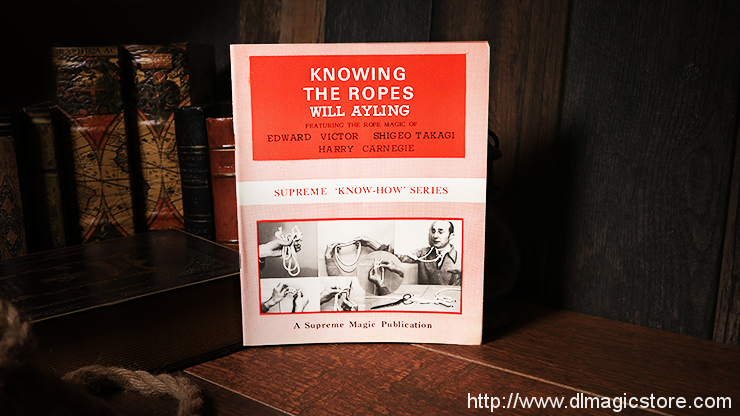 KNOWING
THE ROPES
WILL AYLING
FEATURING THE ROPE MAGIC OF
EDWARD VICTOR SHIGEO TAKAGI
HARRY CARNEGIE
SUPREME 'KNOW-HOW' SERIES
A Supreme Magic Publication
http://www.dlmagicstore.com